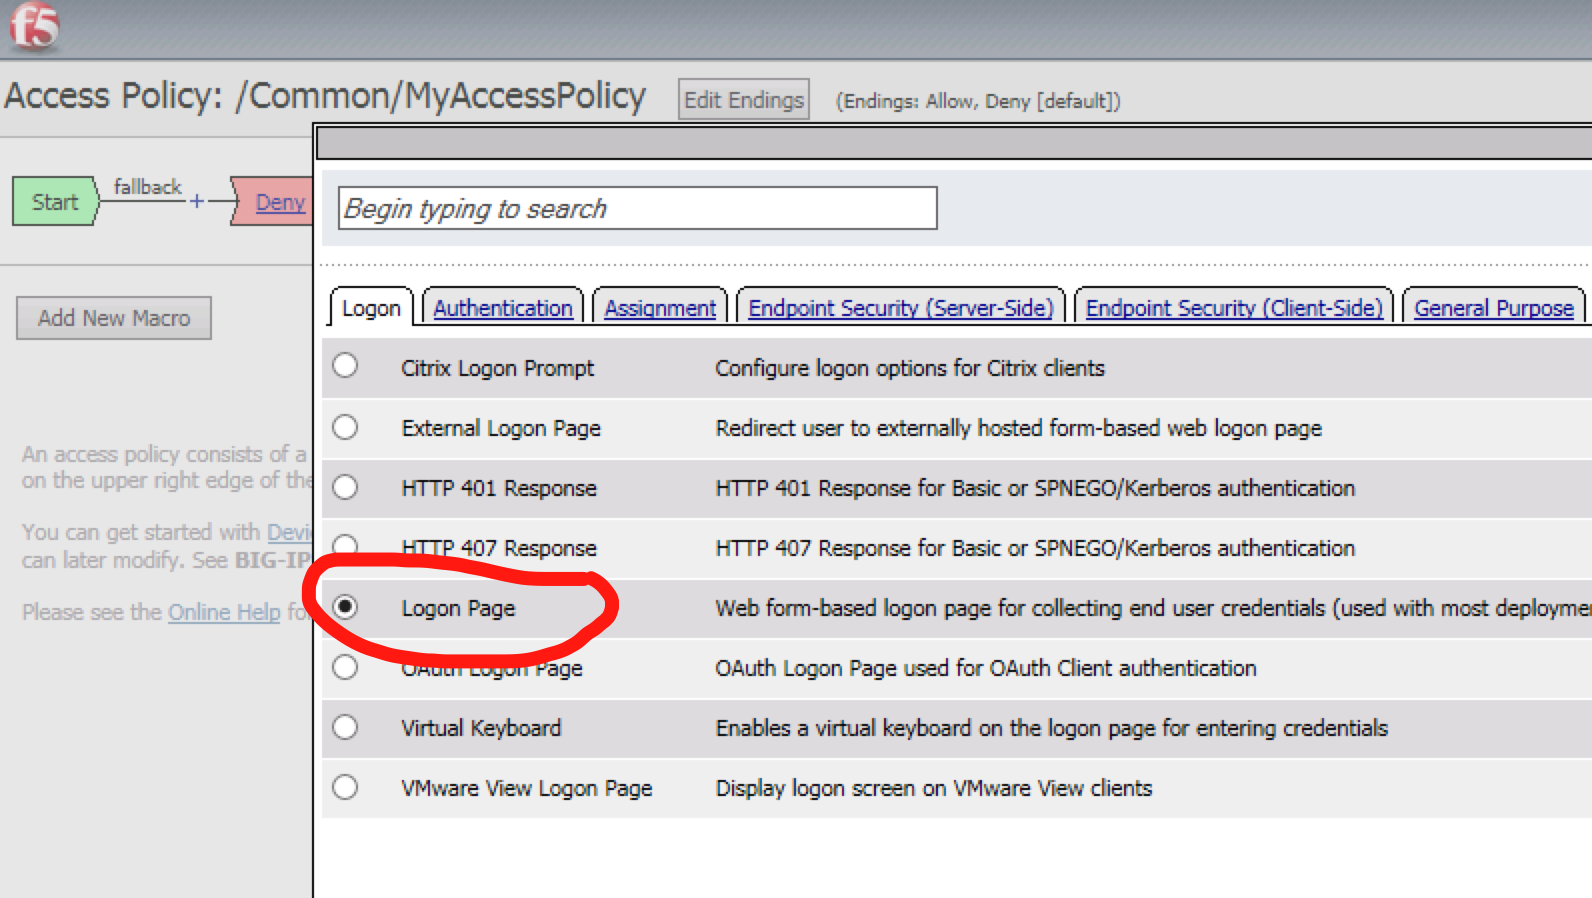 f5
Access Policy: /Common/MyAccessPolicy Edit Endings (Endings: Allow, Deny [default])
Start fallback + Deny
Add New Macro
An access policy consists of a
on the upper right edge of the
You can get started with Devi
can later modify. See BIG-IP
Please see the Online Help fo
Begin typing to search
Logon Authentication Assignment Endpoint Security (Server-Side) Endpoint Security (Client-Side) General Purpose
Citrix Logon Prompt Configure logon options for Citrix clients
External Logon Page Redirect user to externally hosted form-based web logon page
HTTP 401 Response HTTP 401 Response for Basic or SPNEGO/Kerberos authentication
HTTP 407 Response HTTP 407 Response for Basic or SPNEGO/Kerberos authentication
Logon Page Web form-based logon page for collecting end user credentials (used with most deployme
OAuth Logon Page OAuth Logon Page used for OAuth Client authentication
Virtual Keyboard Enables a virtual keyboard on the logon page for entering credentials
VMware View Logon Page Display logon screen on VMware View clients